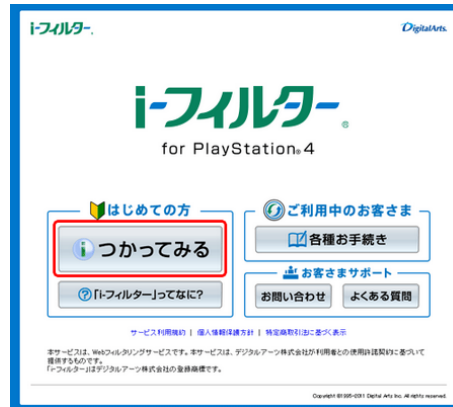 i-フィルター®
DigitalArts.
i-フィルター®
for PlayStation®4
はじめての方
i つかってみる
?「i-フィルター」ってなに?
ご利用中のお客さま
各種お手続き
お客さまサポート
お問い合わせ よくある質問
サービス利用規約 | 個人情報保護方針 | 特定商取引法に基づく表示
本サービスは、Webフィルタリングサービスです。本サービスは、デジタルアーツ株式会社が利用者との使用許諾契約に基づいて
提供するものです。
「i-フィルター」はデジタルアーツ株式会社の登録商標です。
Copyright ©1995-2011 Digital Arts Inc. All rights reserved.